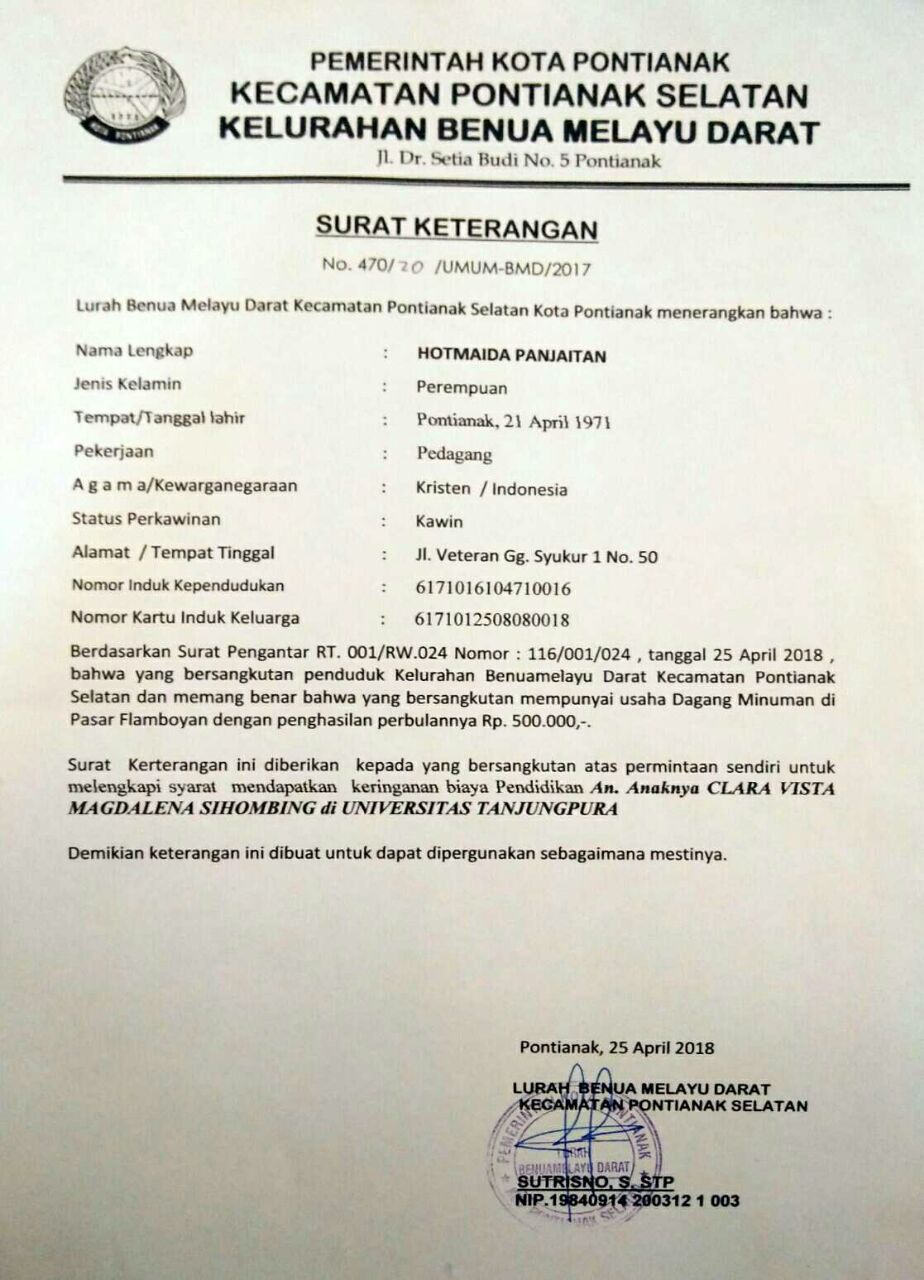 KOTA PONTIANAK
PEMERINTAH KOTA PONTIANAK
KECAMATAN PONTIANAK SELATAN
KELURAHAN BENUA MELAYU DARAT
Jl. Dr. Setia Budi No. 5 Pontianak
SURAT KETERANGAN
No. 470/20 /UMUM-BMD/2017
Lurah Benua Melayu Darat Kecamatan Pontianak Selatan Kota Pontianak menerangkan bahwa :
Nama Lengkap : HOTMAIDA PANJAITAN
Jenis Kelamin : Perempuan
Tempat/Tanggal lahir : Pontianak, 21 April 1971
Pekerjaan : Pedagang
A g a m a/Kewarganegaraan : Kristen / Indonesia
Status Perkawinan : Kawin
Alamat / Tempat Tinggal : Jl. Veteran Gg. Syukur 1 No. 50
Nomor Induk Kependudukan : 6171016104710016
Nomor Kartu Induk Keluarga : 6171012508080018
Berdasarkan Surat Pengantar RT. 001/RW.024 Nomor : 116/001/024 , tanggal 25 April 2018 ,
bahwa yang bersangkutan penduduk Kelurahan Benuamelayu Darat Kecamatan Pontianak
Selatan dan memang benar bahwa yang bersangkutan mempunyai usaha Dagang Minuman di
Pasar Flamboyan dengan penghasilan perbulannya Rp. 500.000,-.
Surat Kerterangan ini diberikan kepada yang bersangkutan atas permintaan sendiri untuk
melengkapi syarat mendapatkan keringanan biaya Pendidikan An. Anaknya CLARA VISTA
MAGDALENA SIHOMBING di UNIVERSITAS TANJUNGPURA
Demikian keterangan ini dibuat untuk dapat dipergunakan sebagaimana mestinya.
Pontianak, 25 April 2018
LURAH BENUA MELAYU DARAT
KECAMATAN PONTIANAK SELATAN
PEMERINTAH KOTA PONTIANAK
LURAH
BENUAMELAYU DARAT
SUTRISNO, S. STP
NIP.19840914 200312 1 003